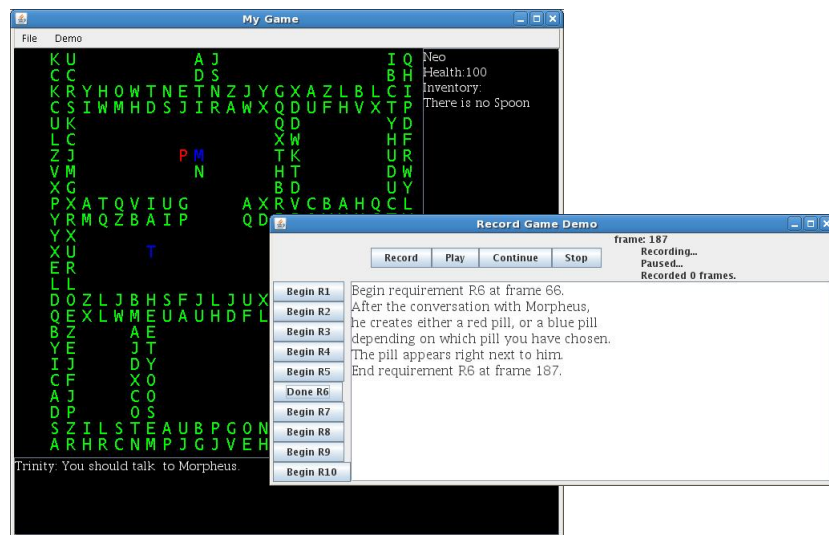 My Game
File Demo
K U A J I Q
C C D S B H
K R Y H O W T N E T N Z J Y G X A Z L B L C I
C S I W M H D S J I R A W X Q D U F H V X T P
U K Q D Y D
L C X W H F
Z J P M T K U R
V M N H T D W
X G B D U Y
P X A T Q V I U G A X R V C B A H Q C L
Y R M Q Z B A I P Q D
Y X
X U T
E R
L L
D O Z L J B H S F J L J U X
Q E X L W M E U A U H D F L
B Z A E
Y E J T
I J D Y
C F X O
A J C O
D P O S
S Z I L S T E A U B P G O N
A R H R C N M P J G J V E H
Neo
Health:100
Inventory:
There is no Spoon
Trinity: You should talk to Morpheus.
Record Game Demo
Record Play Continue Stop
frame: 187
Recording...
Paused...
Recorded 0 frames.
Begin R1
Begin R2
Begin R3
Begin R4
Begin R5
Done R6
Begin R7
Begin R8
Begin R9
Begin R10
Begin requirement R6 at frame 66.
After the conversation with Morpheus,
he creates either a red pill, or a blue pill
depending on which pill you have chosen.
The pill appears right next to him.
End requirement R6 at frame 187.